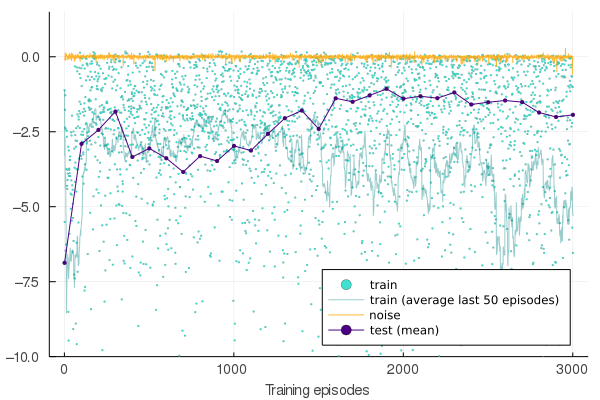 0.0
−2.5
−5.0
−7.5
−10.0
0
1000
2000
3000
Training episodes
train
train (average last 50 episodes)
noise
test (mean)